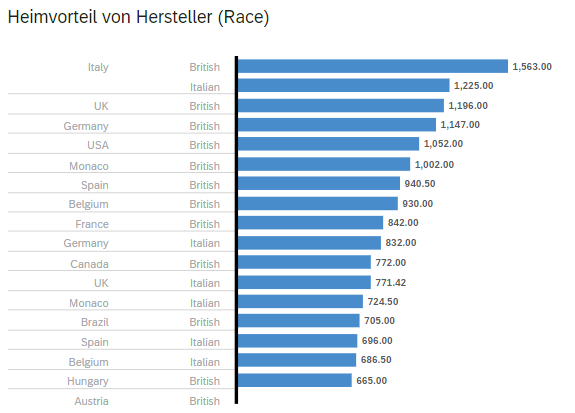 Heimvorteil von Hersteller (Race)
Italy British 1,563.00
Italian 1,225.00
UK British 1,196.00
Germany British 1,147.00
USA British 1,052.00
Monaco British 1,002.00
Spain British 940.50
Belgium British 930.00
France British 842.00
Germany Italian 832.00
Canada British 772.00
UK Italian 771.42
Monaco Italian 724.50
Brazil British 705.00
Spain Italian 696.00
Belgium Italian 686.50
Hungary British 665.00
Austria British